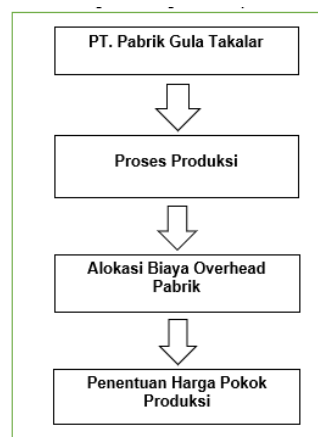 PT. Pabrik Gula Takalar
Proses Produksi
Alokasi Biaya Overhead
Pabrik
Penentuan Harga Pokok
Produksi